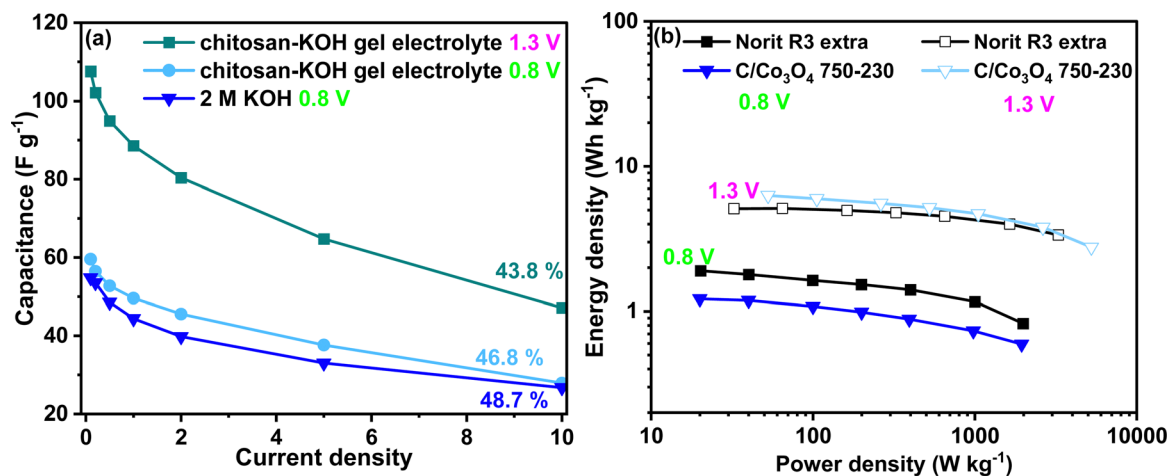 (a)
chitosan-KOH gel electrolyte 1.3 V
chitosan-KOH gel electrolyte 0.8 V
2 M KOH 0.8 V
43.8 %
46.8 %
48.7 %
120
100
80
60
40
20
0
2
4
6
8
10
Capacitance (F g⁻¹)
Current density
(b)
Norit R3 extra
Norit R3 extra
C/Co₃O₄ 750-230
C/Co₃O₄ 750-230
0.8 V
1.3 V
1.3 V
0.8 V
100
10
1
10
100
1000
10000
Energy density (Wh kg⁻¹)
Power density (W kg⁻¹)